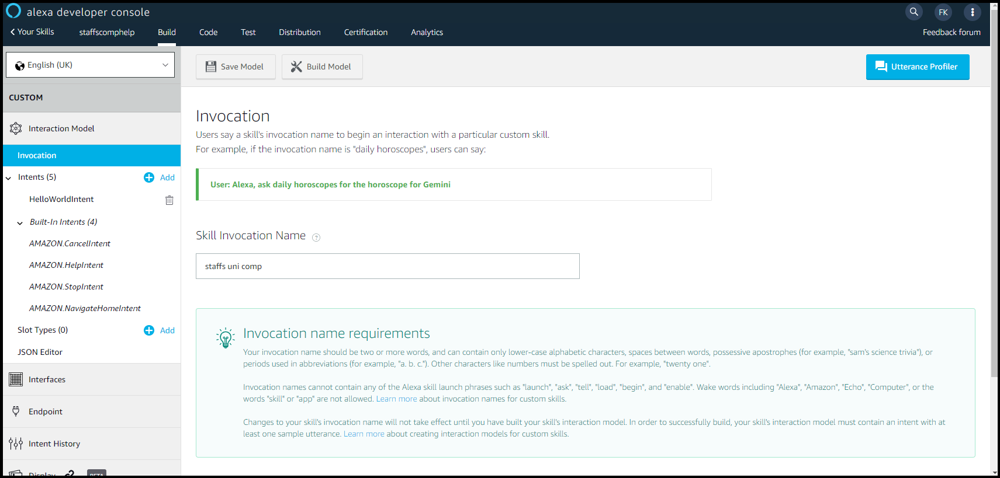 alexa developer console
FK
Your Skills
staffscomphelp
Build
Code
Test
Distribution
Certification
Analytics
Feedback forum
English (UK)
Save Model
Build Model
Utterance Profiler
CUSTOM
Interaction Model
Invocation
Intents (5)
Add
HelloWorldIntent
Built-In Intents (4)
AMAZON.CancelIntent
AMAZON.HelpIntent
AMAZON.StopIntent
AMAZON.NavigateHomeIntent
Slot Types (0)
Add
JSON Editor
Interfaces
Endpoint
Intent History
Display
BETA
Invocation
Users say a skill's invocation name to begin an interaction with a particular custom skill.
For example, if the invocation name is "daily horoscopes", users can say:
User: Alexa, ask daily horoscopes for the horoscope for Gemini
Skill Invocation Name ?
staffs uni comp
Invocation name requirements
Your invocation name should be two or more words, and can contain only lower-case alphabetic characters, spaces between words, possessive apostrophes (for example, "sam's science trivia"), or
periods used in abbreviations (for example, "a. b. c."). Other characters like numbers must be spelled out. For example, "twenty one".
Invocation names cannot contain any of the Alexa skill launch phrases such as "launch", "ask", "tell", "load", "begin", and "enable". Wake words including "Alexa", "Amazon", "Echo", "Computer", or the
words "skill" or "app" are not allowed. Learn more about invocation names for custom skills.
Changes to your skill's invocation name will not take effect until you have built your skill's interaction model. In order to successfully build, your skill's interaction model must contain an intent with at
least one sample utterance. Learn more about creating interaction models for custom skills.